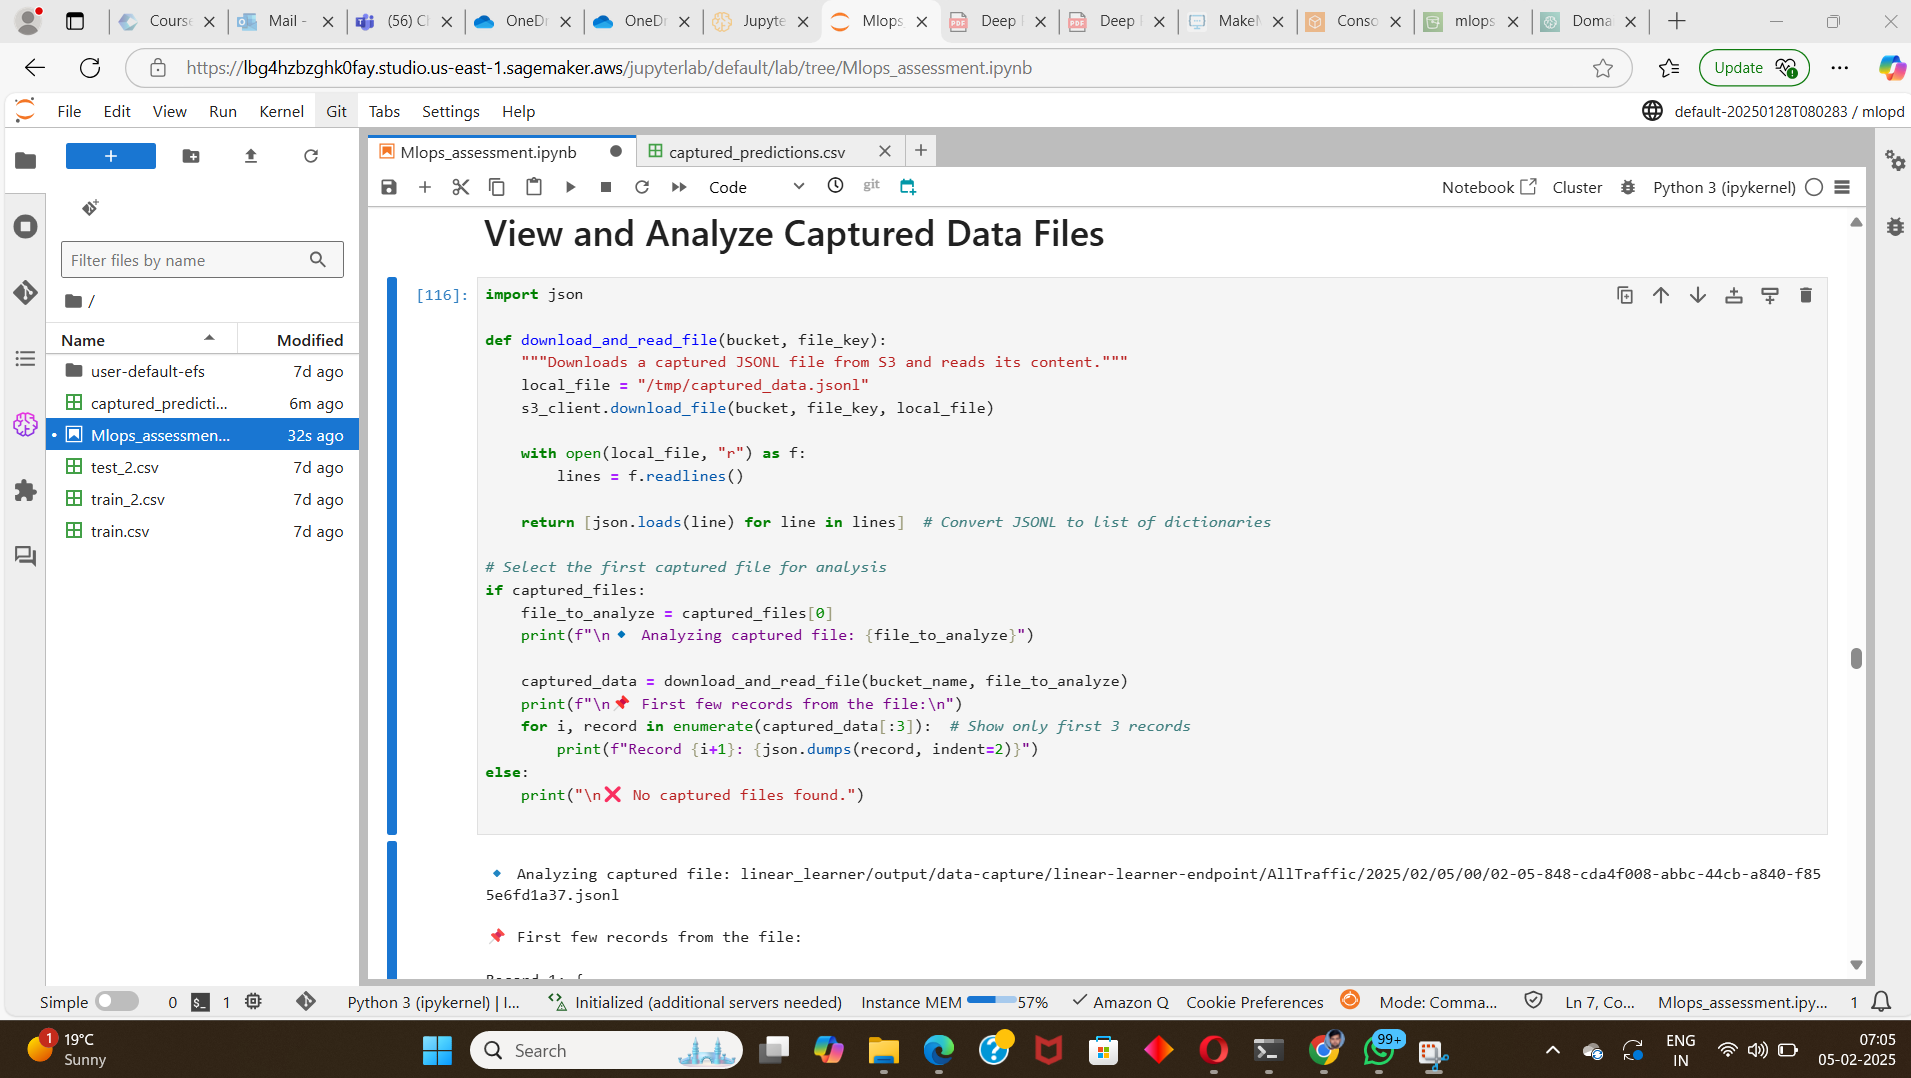 Course
Mail -
(56) Ch
OneDr
OneDr
Jupyte
Mlops
Deep
Deep
MakeM
Conso
mlops
Doma
https://lbg4hzbzghk0fay.studio.us-east-1.sagemaker.aws/jupyterlab/default/lab/tree/Mlops_assessment.ipynb
Update
File Edit View Run Kernel Git Tabs Settings Help
default-20250128T080283 / mlopd
Mlops_assessment.ipynb
captured_predictions.csv
Code
git
Notebook
Cluster
Python 3 (ipykernel)
Filter files by name
/
Name Modified
user-default-efs 7d ago
captured_predicti... 6m ago
Mlops_assessmen... 32s ago
test_2.csv 7d ago
train_2.csv 7d ago
train.csv 7d ago
View and Analyze Captured Data Files
[116]: import json
def download_and_read_file(bucket, file_key):
"""Downloads a captured JSONL file from S3 and reads its content."""
local_file = "/tmp/captured_data.jsonl"
s3_client.download_file(bucket, file_key, local_file)
with open(local_file, "r") as f:
lines = f.readlines()
return [json.loads(line) for line in lines]  # Convert JSONL to list of dictionaries
# Select the first captured file for analysis
if captured_files:
file_to_analyze = captured_files[0]
print(f"\n🔹 Analyzing captured file: {file_to_analyze}")
captured_data = download_and_read_file(bucket_name, file_to_analyze)
print(f"\n📌 First few records from the file:\n")
for i, record in enumerate(captured_data[:3]):  # Show only first 3 records
print(f"Record {i+1}: {json.dumps(record, indent=2)}")
else:
print("\n❌ No captured files found.")
🔹 Analyzing captured file: linear_learner/output/data-capture/linear-learner-endpoint/AllTraffic/2025/02/05/00/02-05-848-cda4f008-abbc-44cb-a840-f85
5e6fd1a37.jsonl
📌 First few records from the file:
Record 1: {
Simple 0 1 Python 3 (ipykernel) | I... Initialized (additional servers needed) Instance MEM 57% Amazon Q Cookie Preferences Mode: Comma... Ln 7, Co... Mlops_assessment.ipy... 1
1
19°C
Sunny
Search
99+
ENG
IN
07:05
05-02-2025